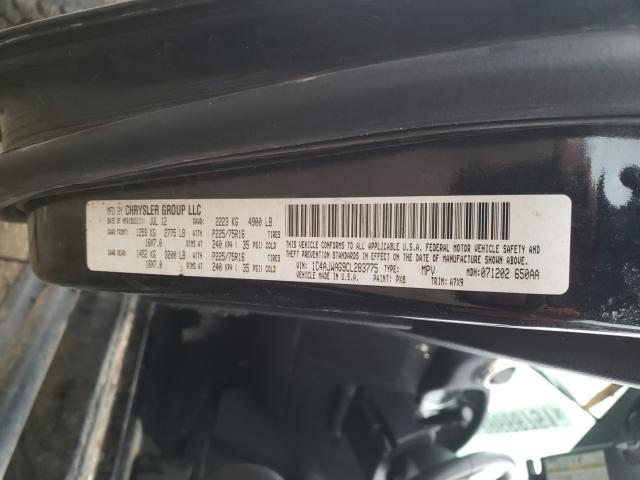 MFD BY CHRYSLER GROUP LLC
DATE OF MFR JUL 12 GVWR: 2223 KG 4900 LB
GAWR FRONT: 1259 KG 2775 LB WITH P225/75R16 TIRES
16X7.0 RIMS AT 240 KPA ( 35 PSI) COLD
GAWR REAR: 1452 KG 3200 LB WITH P225/75R16 TIRES
16X7.0 RIMS AT 240 KPA ( 35 PSI) COLD
THIS VEHICLE CONFORMS TO ALL APPLICABLE U.S.A. FEDERAL MOTOR VEHICLE SAFETY AND
THEFT PREVENTION STANDARDS IN EFFECT ON THE DATE OF MANUFACTURE SHOWN ABOVE.
VIN: 1C4AJWAG9CL283775 TYPE: MPV MDH: 071202 650AA
VEHICLE MADE IN U.S.A. PAINT: PX8 TRIM: A7X9